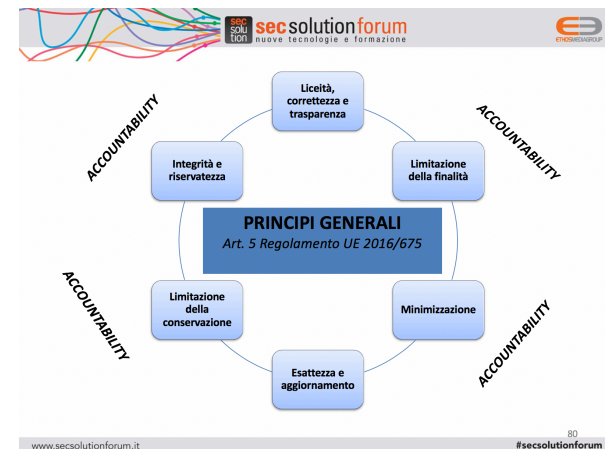 sec
solu
tion
sec solution forum
nuove tecnologie e formazione
ETHOSMEDIAGROUP
Liceità,
correttezza e
trasparenza
ACCOUNTABILITY
ACCOUNTABILITY
Integrità e
riservatezza
Limitazione
della finalità
PRINCIPI GENERALI
Art. 5 Regolamento UE 2016/675
Limitazione
della
conservazione
Minimizzazione
ACCOUNTABILITY
ACCOUNTABILITY
Esattezza e
aggiornamento
80
www.secsolutionforum.it
#secsolutionforum